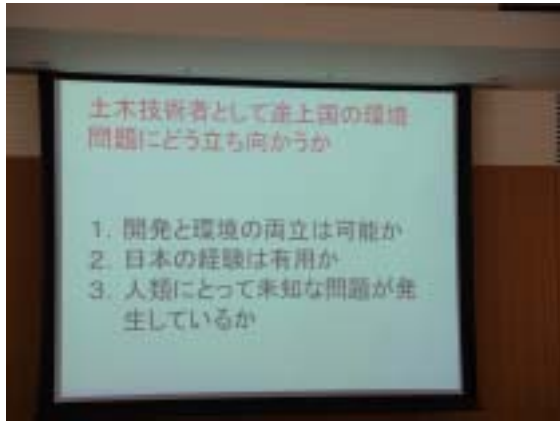 土木技術者として途上国の環境
問題にどう立ち向かうか
1. 開発と環境の両立は可能か
2. 日本の経験は有用か
3. 人類にとって未知な問題が発
生しているか